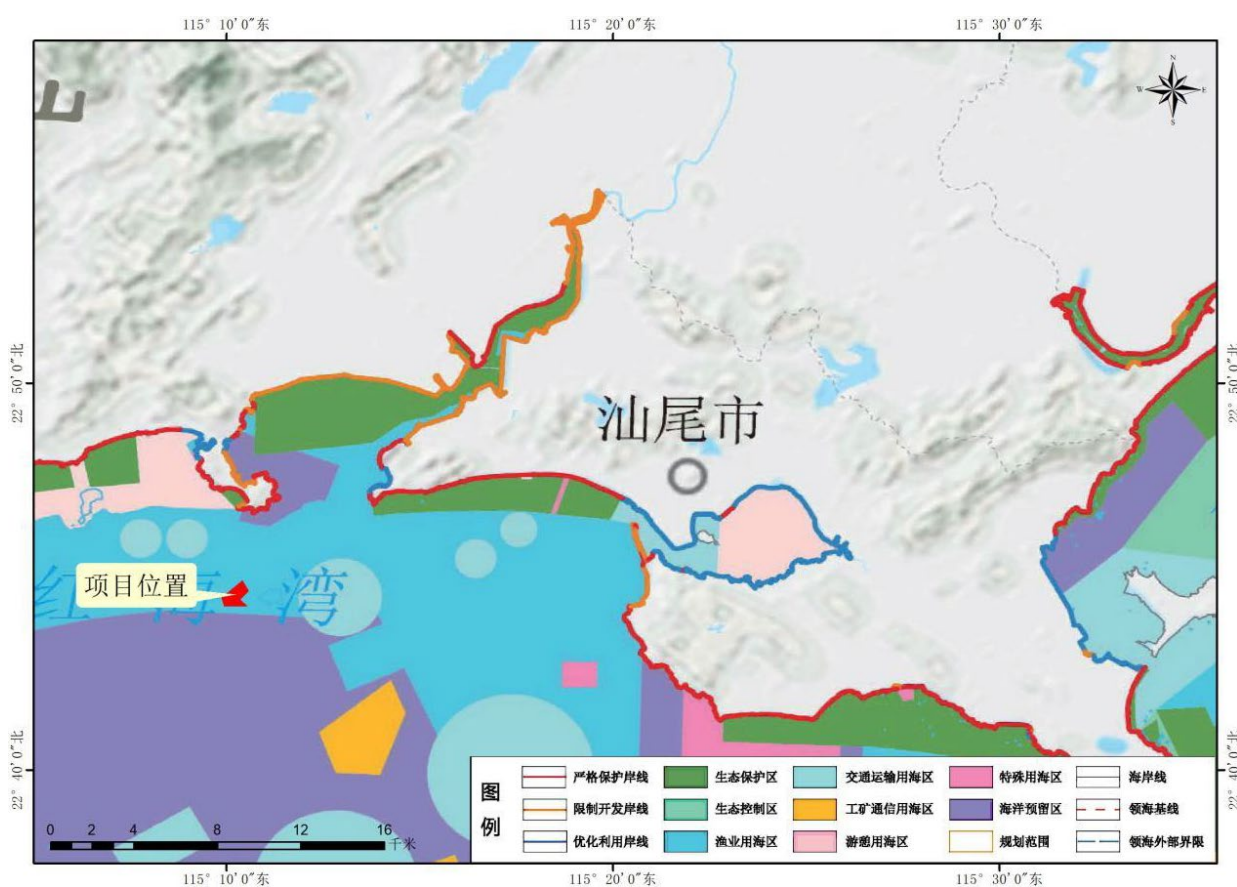 115° 10′0″东
115° 20′0″东
115° 30′0″东
N
W
E
S
22° 50′0″北
22° 50′0″北
汕尾市
项目位置
红海湾
22° 40′0″北
22° 40′0″北
图例
严格保护岸线
生态保护区
交通运输用海区
特殊用海区
海岸线
限制开发岸线
生态控制区
工矿通信用海区
海洋预留区
领海基线
优化利用岸线
渔业用海区
游憩用海区
规划范围
领海外部界限
0 2 4 8 12 16
千米
115° 10′0″东
115° 20′0″东
115° 30′0″东